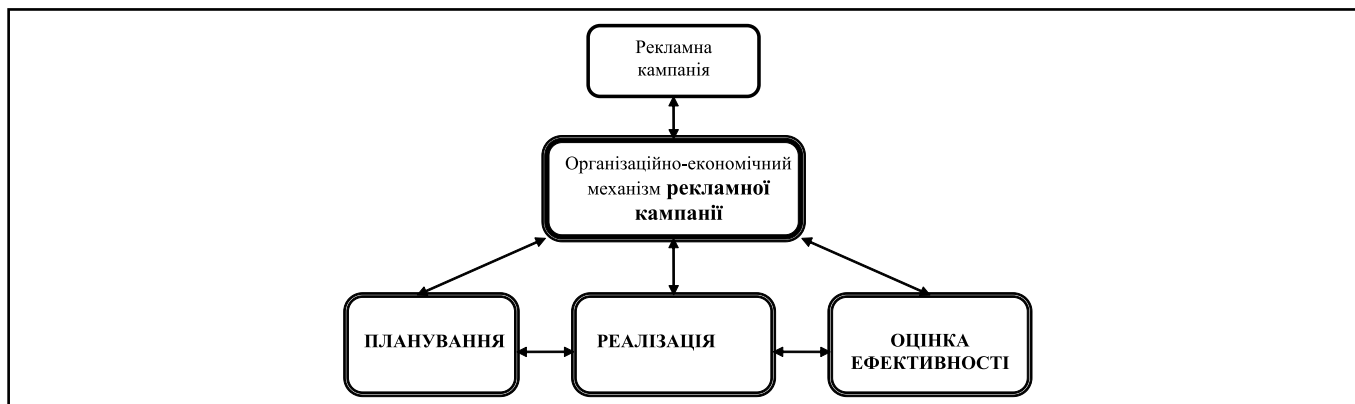 Рекламна
кампанія
Організаційно-економічний
механізм рекламної
кампанії
ПЛАНУВАННЯ
РЕАЛІЗАЦІЯ
ОЦІНКА
ЕФЕКТИВНОСТІ